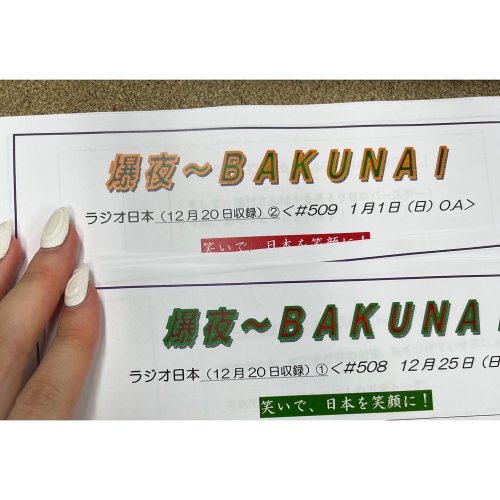 爆夜～BAKUNAI
ラジオ日本（12月20日収録）②＜#509 1月1日（日）OA＞
笑いで、日本を笑顔に！
爆夜～BAKUNAI
ラジオ日本（12月20日収録）①＜#508 12月25日（日
笑いで、日本を笑顔に！